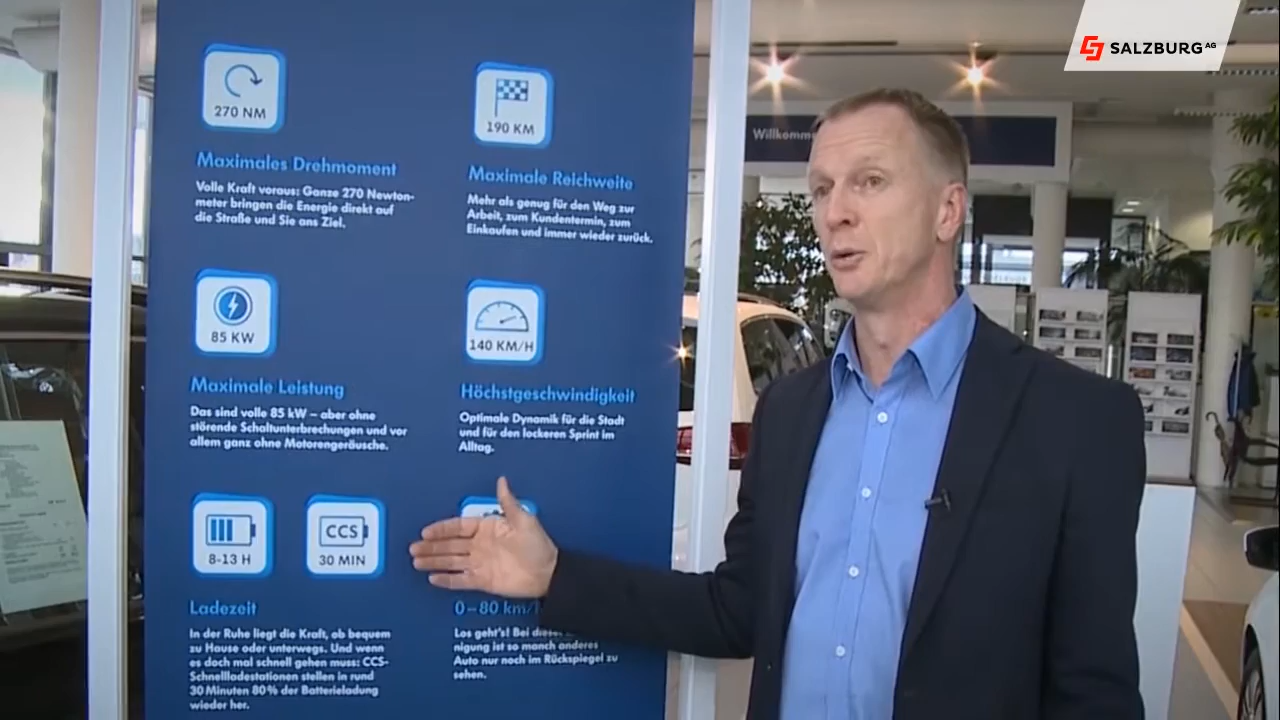 SALZBURG AG
Willkomme
270 NM
Maximales Drehmoment
Volle Kraft voraus: Ganze 270 Newton-
meter bringen die Energie direkt auf
die Straße und Sie ans Ziel.
190 KM
Maximale Reichweite
Mehr als genug für den Weg zur
Arbeit, zum Kundentermin, zum
Einkaufen und immer wieder zurück.
85 KW
Maximale Leistung
Das sind volle 85 kW – aber ohne
störende Schaltunterbrechungen und vor
allem ganz ohne Motorengeräusche.
140 KM/H
Höchstgeschwindigkeit
Optimale Dynamik für die Stadt
und für den lockeren Sprint im
Alltag.
8-13 H
CCS
30 MIN
Ladezeit
In der Ruhe liegt die Kraft, ob bequem
zu Hause oder unterwegs. Und wenn
es doch mal schnell gehen muss: CCS-
Schnellladestationen stellen in rund
30 Minuten 80% der Batterieladung
wieder her.
0 – 80 km/
Los geht's! Bei dieser
nigung ist so manch anderes
Auto nur noch im Rückspiegel zu
sehen.